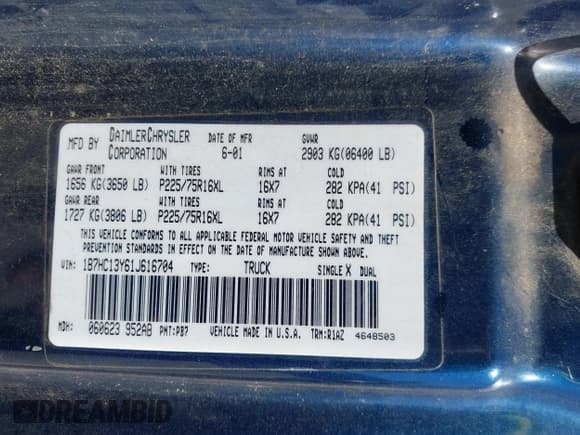 MFD BY DAIMLERCHRYSLER CORPORATION DATE OF MFR 6-01 GVWR 2903 KG(06400 LB)
GAWR FRONT WITH TIRES RIMS AT COLD
1656 KG(3650 LB) P225/75R16XL 16X7 282 KPA(41 PSI)
GAWR REAR WITH TIRES RIMS AT COLD
1727 KG(3806 LB) P225/75R16XL 16X7 282 KPA(41 PSI)
THIS VEHICLE CONFORMS TO ALL APPLICABLE FEDERAL MOTOR VEHICLE SAFETY AND THEFT
PREVENTION STANDARDS IN EFFECT ON THE DATE OF MANUFACTURE SHOWN ABOVE.
VIN: 1B7HC13Y61J616704 TYPE: TRUCK SINGLE X DUAL
MDH: 060623 952AB PNT:PB7 VEHICLE MADE IN U.S.A. TRM:R1AZ 4648503
DREAMBID